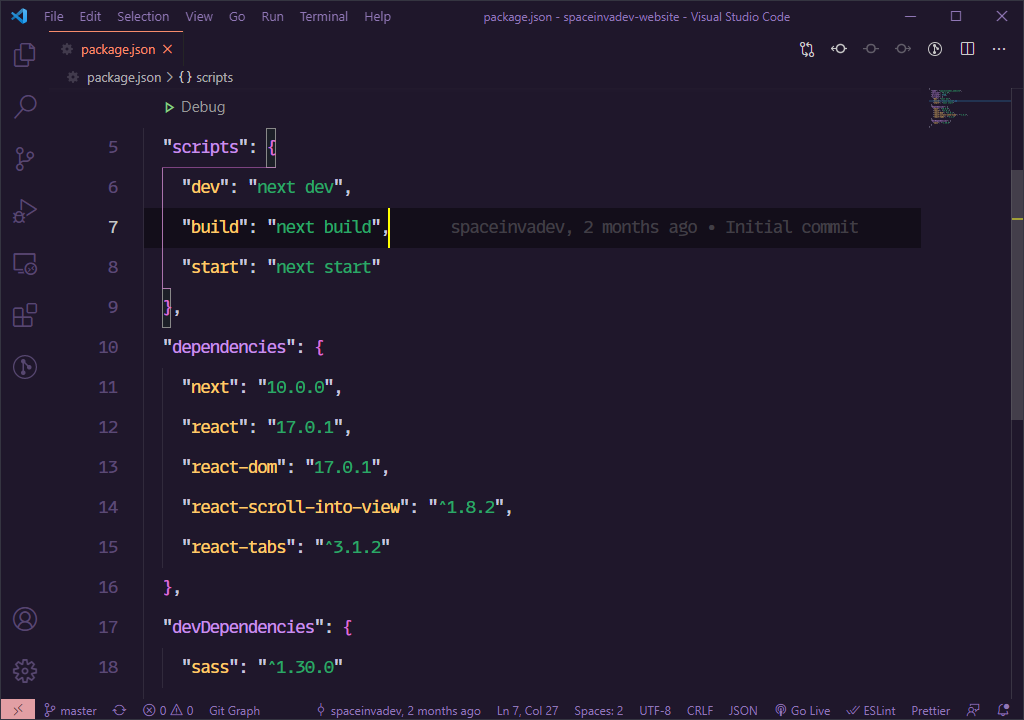 File Edit Selection View Go Run Terminal Help package.json - spaceinvadev-website - Visual Studio Code
package.json
package.json > {} scripts
Debug
5 "scripts": {
6 "dev": "next dev",
7 "build": "next build", spaceinvadev, 2 months ago • Initial commit
8 "start": "next start"
9 },
10 "dependencies": {
11 "next": "10.0.0",
12 "react": "17.0.1",
13 "react-dom": "17.0.1",
14 "react-scroll-into-view": "^1.8.2",
15 "react-tabs": "^3.1.2"
16 },
17 "devDependencies": {
18 "sass": "^1.30.0"
master 0 0 Git Graph spaceinvadev, 2 months ago Ln 7, Col 27 Spaces: 2 UTF-8 CRLF JSON Go Live ESLint Prettier